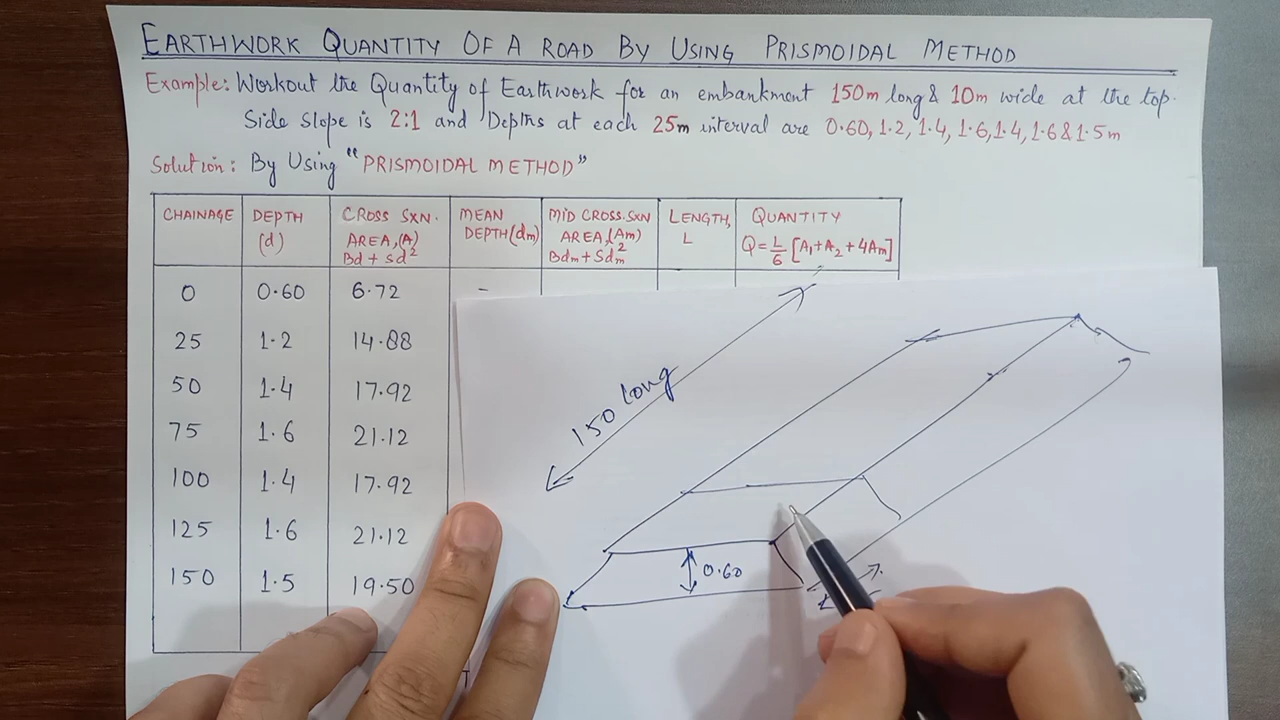 EARTHWORK QUANTITY OF A ROAD BY USING PRISMOIDAL METHOD
Example: Workout the Quantity of Earthwork for an embankment 150m long & 10m wide at the top.
Side Slope is 2:1 and Depths at each 25m interval are 0.60, 1.2, 1.4, 1.6, 1.4, 1.6 & 1.5m
Solution: By Using "PRISMOIDAL METHOD"
CHAINAGE DEPTH (d) CROSS SXN. AREA, (A) Bd + Sd² MEAN DEPTH (dm) MID CROSS. SXN AREA, (Am) Bdm + Sdm² LENGTH, L QUANTITY Q = L/6 [A1 + A2 + 4Am]
0 0.60 6.72 -
25 1.2 14.88
50 1.4 17.92
75 1.6 21.12
100 1.4 17.92
125 1.6 21.12
150 1.5 19.50
150 long
0.60